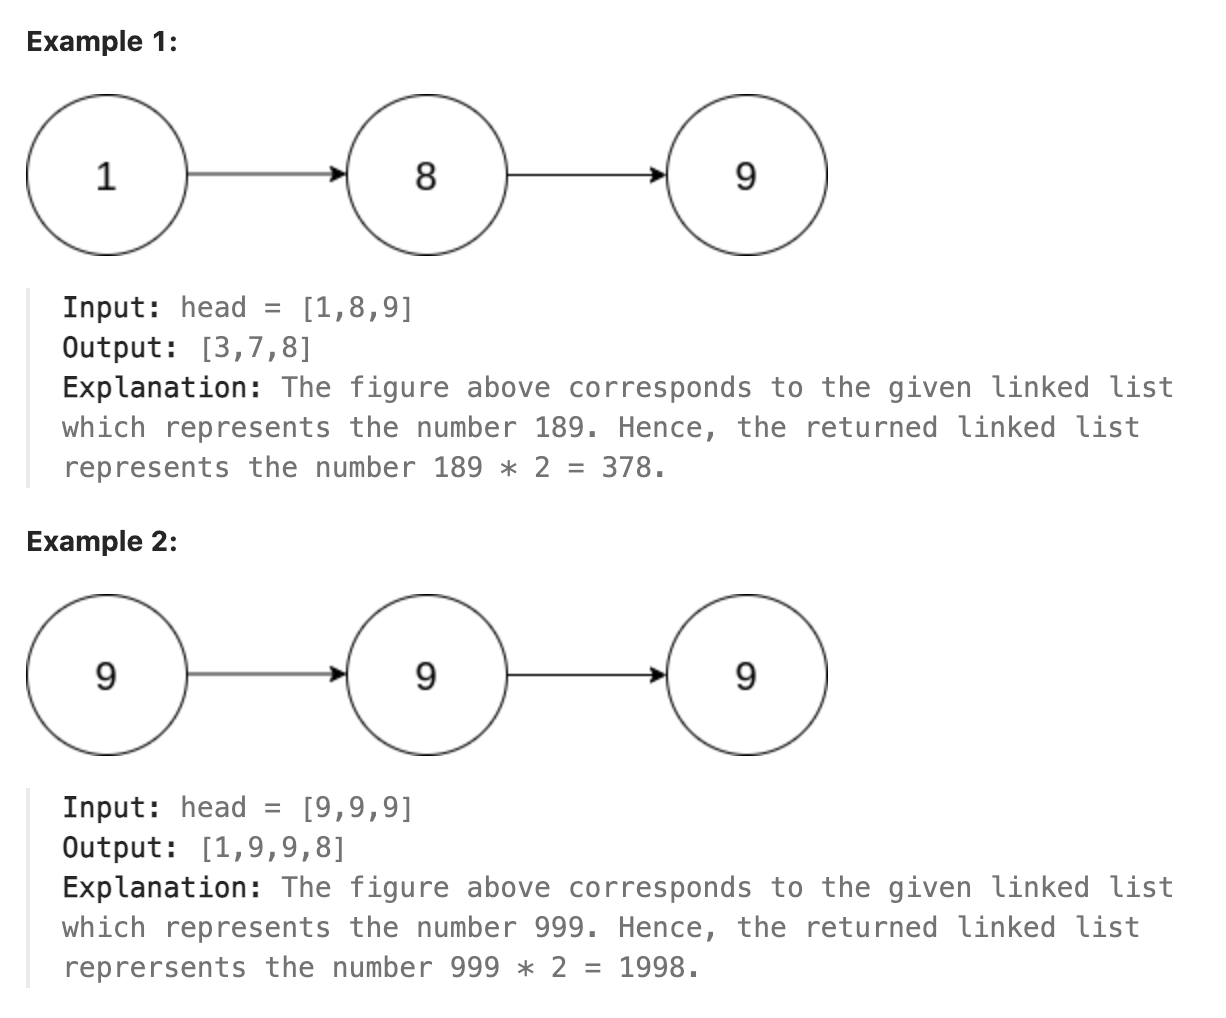 Example 1:
1 8 9
Input: head = [1,8,9]
Output: [3,7,8]
Explanation: The figure above corresponds to the given linked list
which represents the number 189. Hence, the returned linked list
represents the number 189 * 2 = 378.
Example 2:
9 9 9
Input: head = [9,9,9]
Output: [1,9,9,8]
Explanation: The figure above corresponds to the given linked list
which represents the number 999. Hence, the returned linked list
reprersents the number 999 * 2 = 1998.